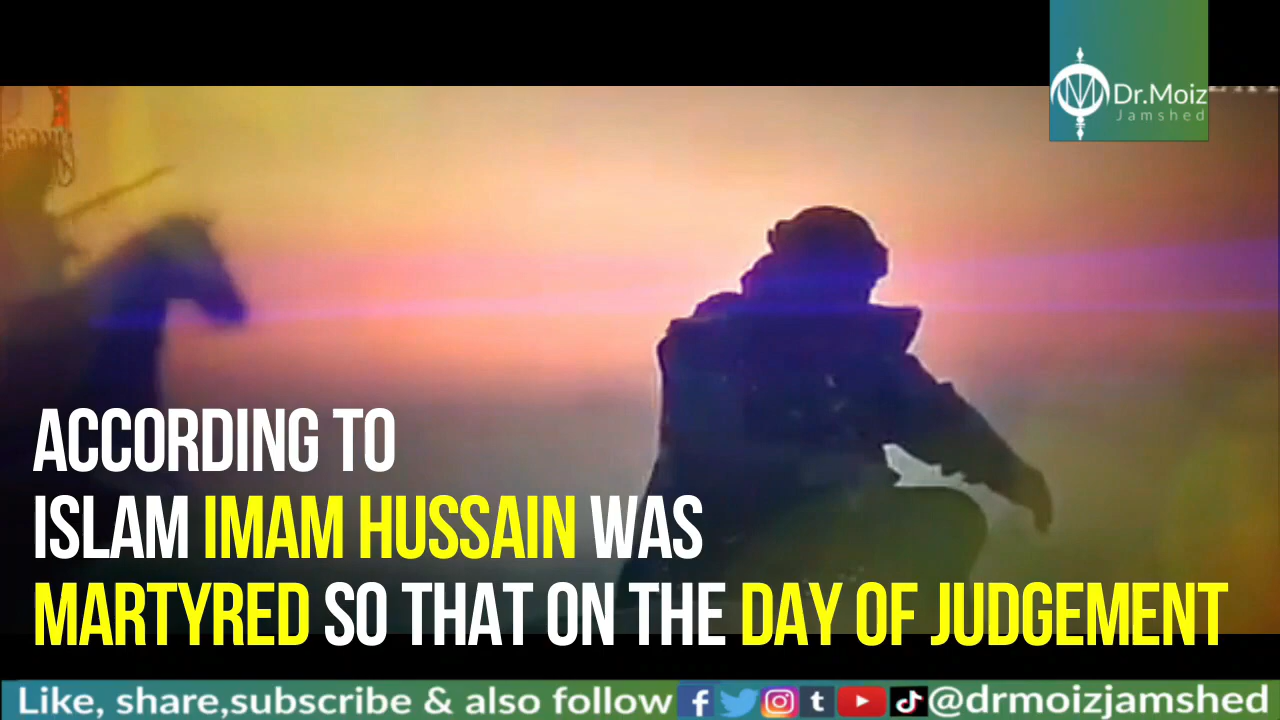 Dr.Moiz
Jamshed
ACCORDING TO
ISLAM IMAM HUSSAIN WAS
MARTYRED SO THAT ON THE DAY OF JUDGEMENT
Like, share,subscribe & also follow @drmoizjamshed